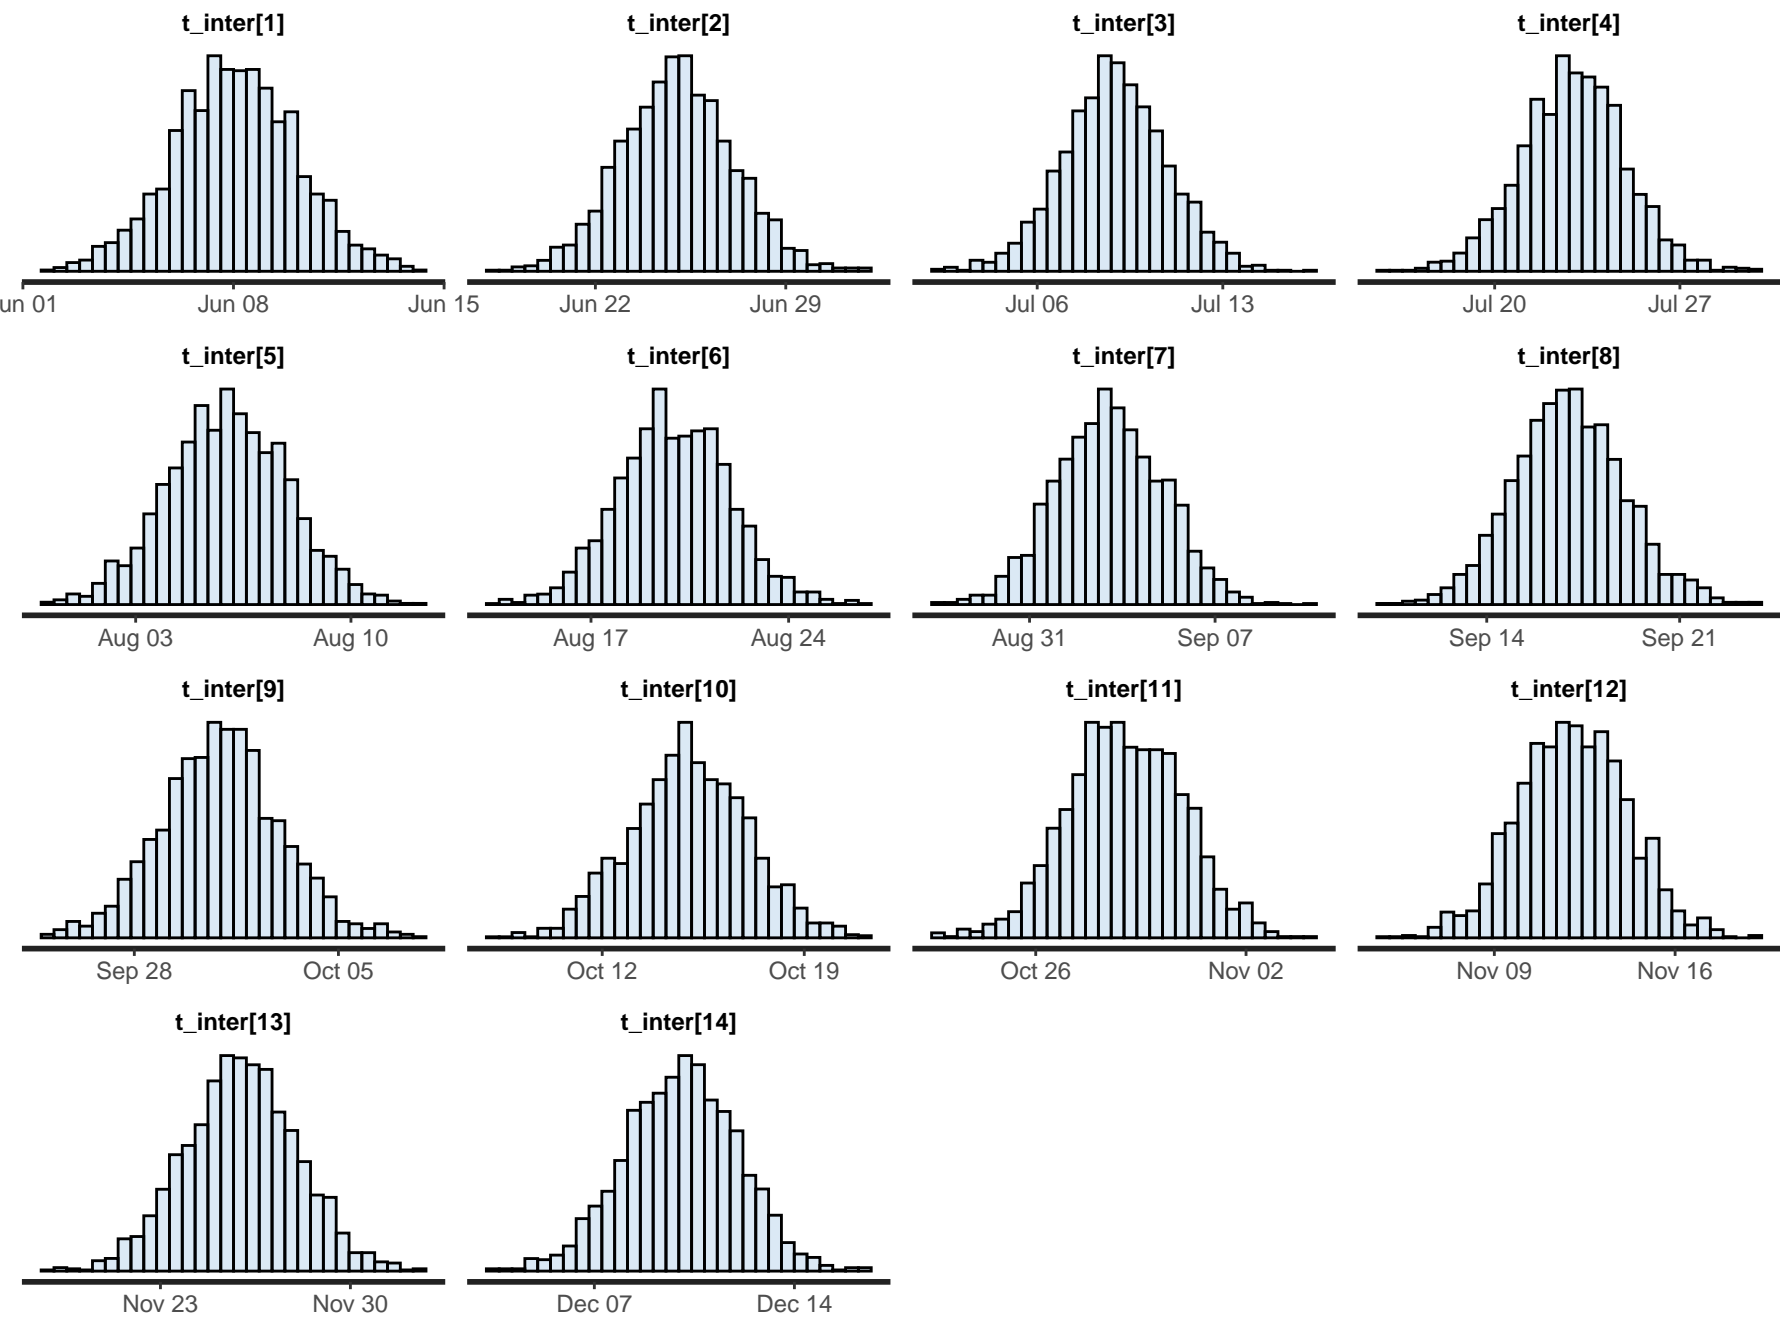 t_inter[1] t_inter[2] t_inter[3] t_inter[4]
un 01 Jun 08 Jun 15 Jun 22 Jun 29 Jul 06 Jul 13 Jul 20 Jul 27
t_inter[5] t_inter[6] t_inter[7] t_inter[8]
Aug 03 Aug 10 Aug 17 Aug 24 Aug 31 Sep 07 Sep 14 Sep 21
t_inter[9] t_inter[10] t_inter[11] t_inter[12]
Sep 28 Oct 05 Oct 12 Oct 19 Oct 26 Nov 02 Nov 09 Nov 16
t_inter[13] t_inter[14]
Nov 23 Nov 30 Dec 07 Dec 14